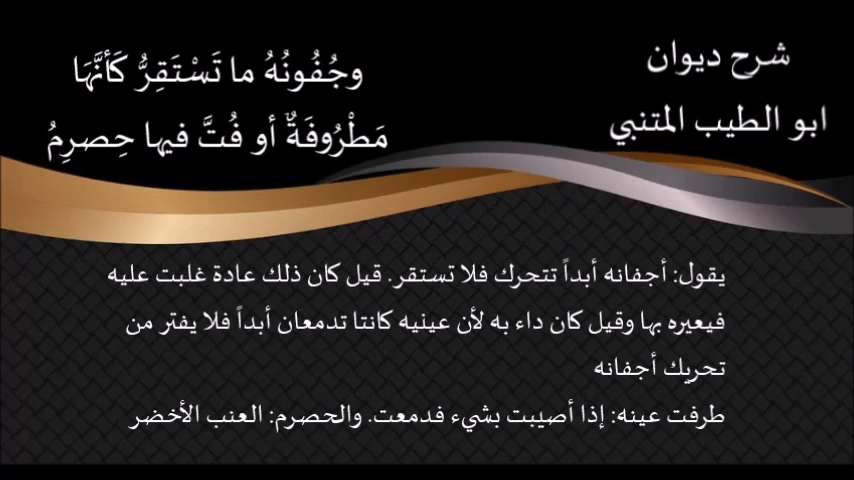 شرح ديوان
ابو الطيب المتنبي
وجُفُونُهُ ما تَسْتَقِرُّ كَأنَّهَا
مَطْرُوفَةٌ أو فُتَّ فيها حِصرِمُ
يقول: أجفانه أبداً تتحرك فلا تستقر. قيل كان ذلك عادة غلبت عليه
فيعيره بها وقيل كان داء به لأن عينيه كانتا تدمعان أبداً فلا يفتر من
تحريك أجفانه
طرفت عينه: إذا أصيبت بشيء فدمعت. والحصرم: العنب الأخضر